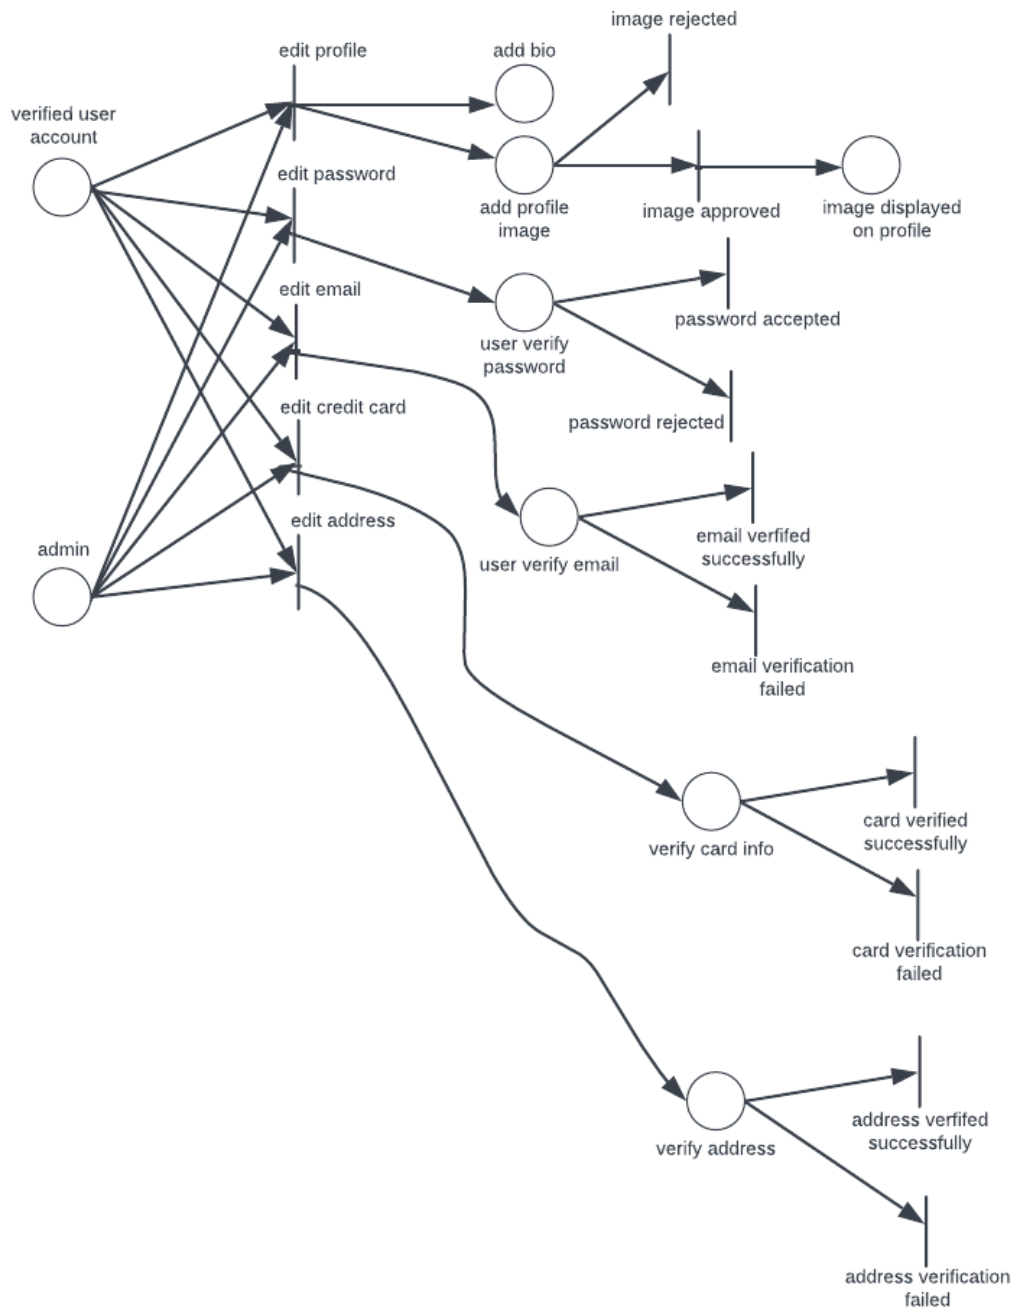 image rejected
edit profile
add bio
verified user
account
edit password
add profile
image
image approved
image displayed
on profile
edit email
password accepted
user verify
password
edit credit card
password rejected
edit address
email verfifed
successfully
admin
user verify email
email verification
failed
card verified
successfully
verify card info
card verification
failed
address verfifed
successfully
verify address
address verification
failed